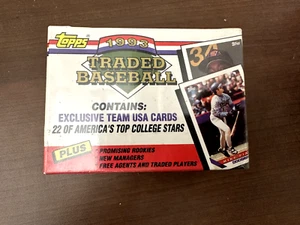 Topps
1993
TRADED
BASEBALL
CONTAINS:
EXCLUSIVE TEAM USA CARDS
22 OF AMERICA'S TOP COLLEGE STARS
PLUS
PROMISING ROOKIES
NEW MANAGERS
FREE AGENTS AND TRADED PLAYERS